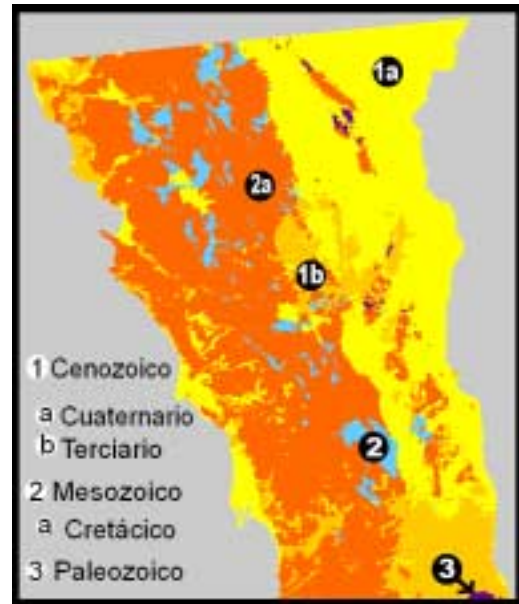 1a
2a
1b
1 Cenozoico
a Cuaternario
b Terciario
2
2 Mesozoico
a Cretácico
3 Paleozoico
3